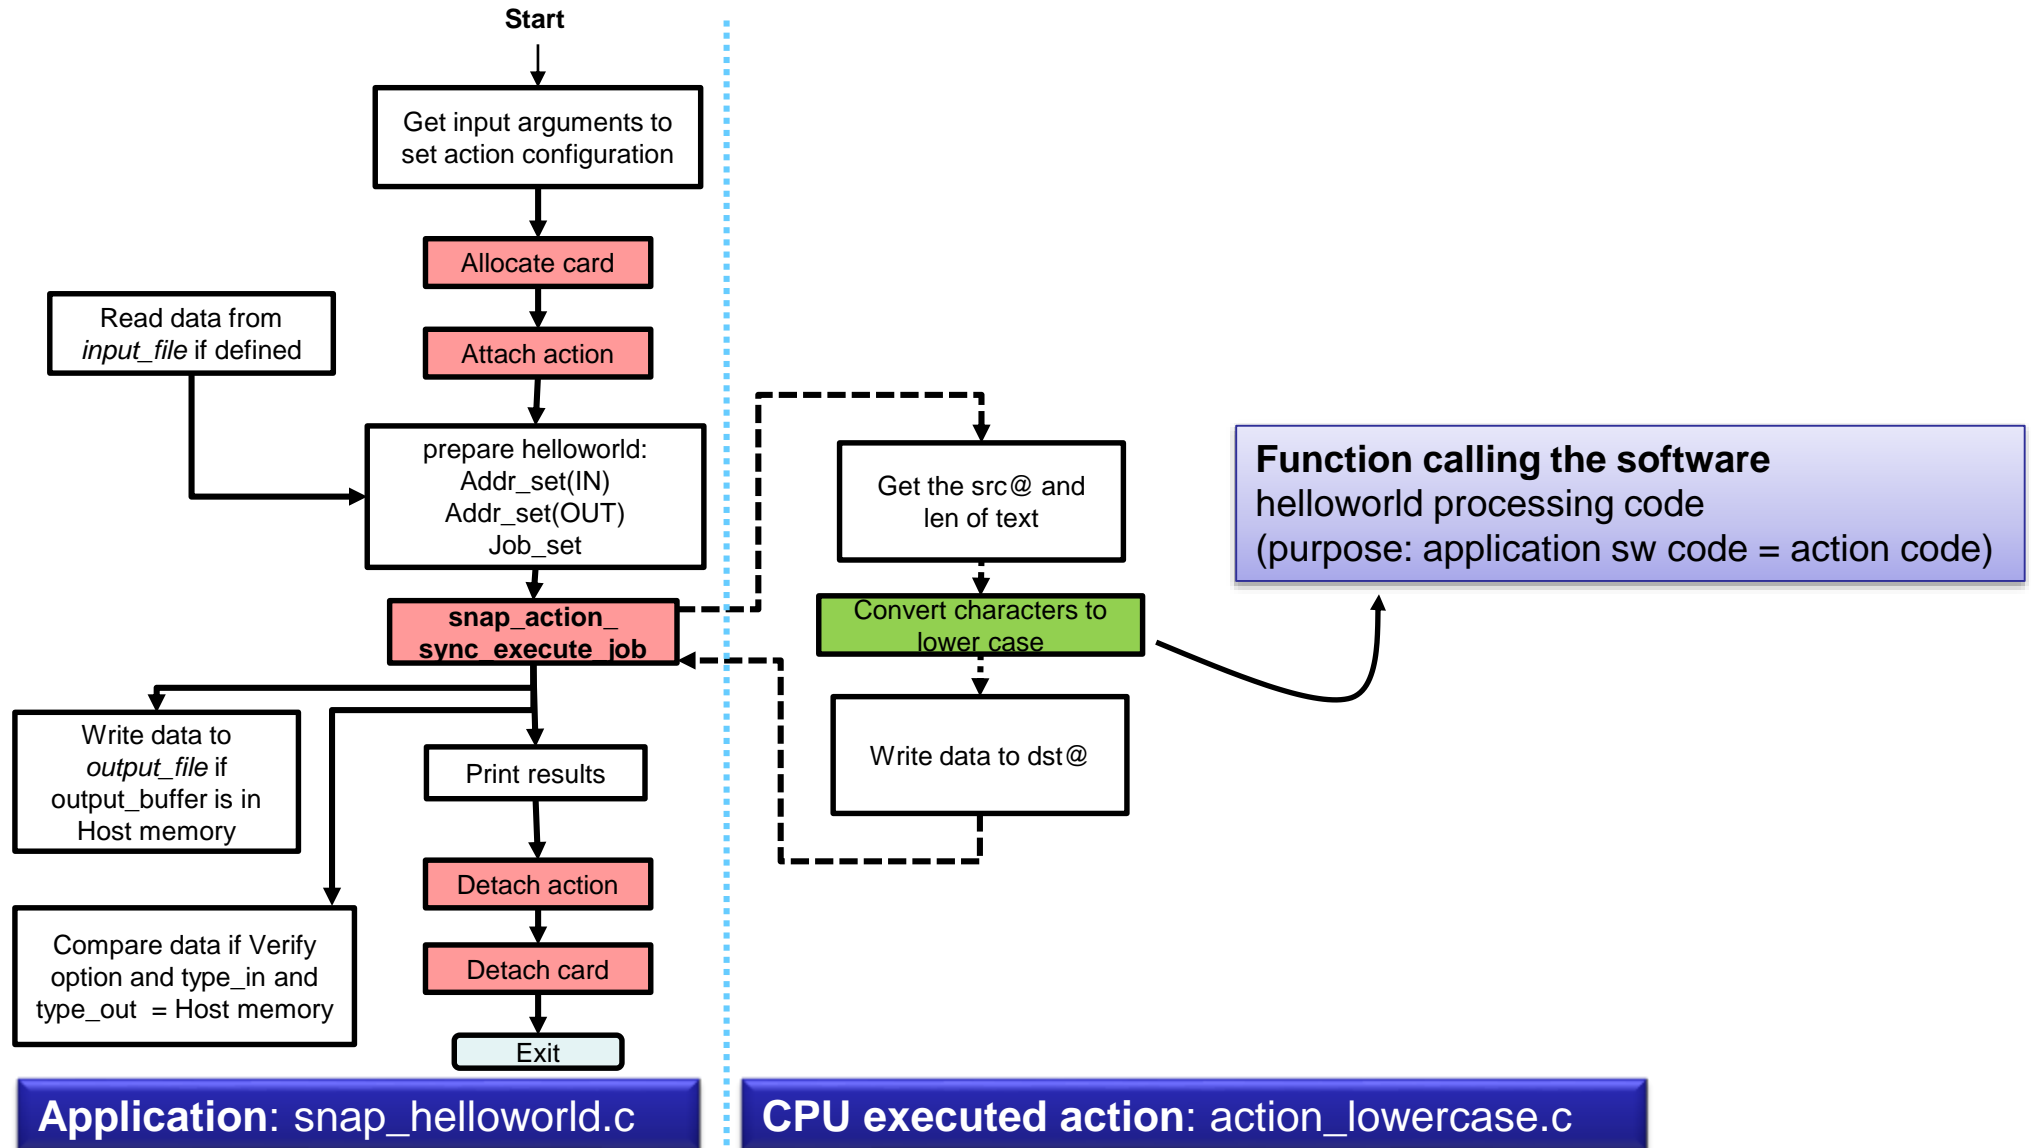 Start
Get input arguments to
set action configuration
Allocate card
Read data from
input_file if defined
Attach action
prepare helloworld:
Addr_set(IN)
Addr_set(OUT)
Job_set
snap_action_
sync_execute_job
Write data to
output_file if
output_buffer is in
Host memory
Print results
Detach action
Compare data if Verify
option and type_in and
type_out  = Host memory
Detach card
Exit
Application: snap_helloworld.c
Get the src@ and
len of text
Convert characters to
lower case
Write data to dst@
Function calling the software
helloworld processing code
(purpose: application sw code = action code)
CPU executed action: action_lowercase.c